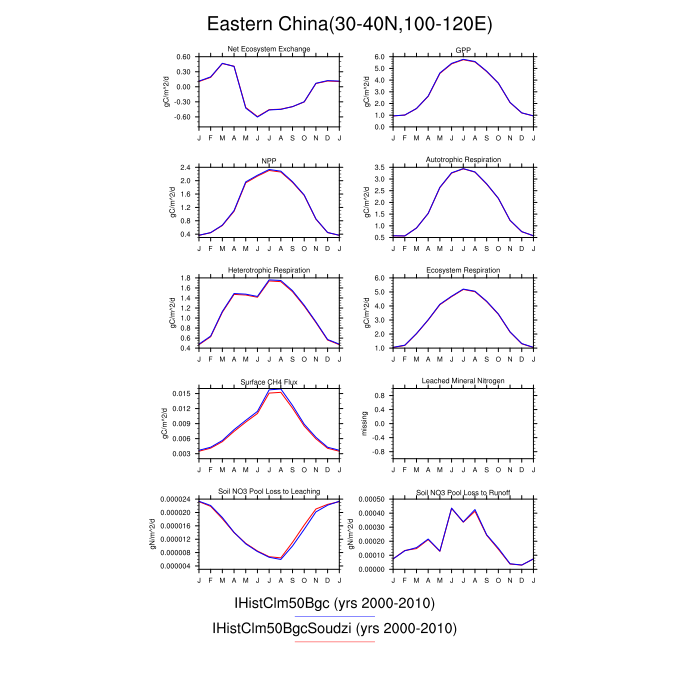 Eastern China(30-40N,100-120E)
Net Ecosystem Exchange
gC/m^2/d
0.60
0.30
0.00
-0.30
-0.60
J F M A M J J A S O N D J
GPP
gC/m^2/d
6.0
5.0
4.0
3.0
2.0
1.0
0.0
J F M A M J J A S O N D J
NPP
gC/m^2/d
2.4
2.0
1.6
1.2
0.8
0.4
J F M A M J J A S O N D J
Autotrophic Respiration
gC/m^2/d
3.5
3.0
2.5
2.0
1.5
1.0
0.5
J F M A M J J A S O N D J
Heterotrophic Respiration
gC/m^2/d
1.8
1.6
1.4
1.2
1.0
0.8
0.6
0.4
J F M A M J J A S O N D J
Ecosystem Respiration
gC/m^2/d
6.0
5.0
4.0
3.0
2.0
1.0
J F M A M J J A S O N D J
Surface CH4 Flux
gC/m^2/d
0.015
0.012
0.009
0.006
0.003
J F M A M J J A S O N D J
Leached Mineral Nitrogen
missing
0.8
0.4
-0.0
-0.4
-0.8
J F M A M J J A S O N D J
Soil NO3 Pool Loss to Leaching
gN/m^2/d
0.000024
0.000020
0.000016
0.000012
0.000008
0.000004
J F M A M J J A S O N D J
Soil NO3 Pool Loss to Runoff
gN/m^2/d
0.00050
0.00040
0.00030
0.00020
0.00010
0.00000
J F M A M J J A S O N D J
IHistClm50Bgc (yrs 2000-2010)
IHistClm50BgcSoudzi (yrs 2000-2010)